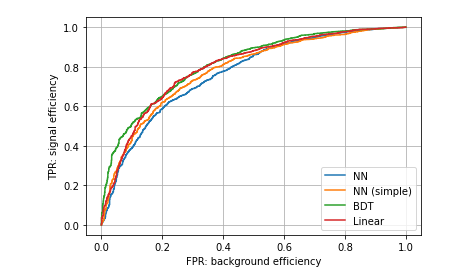 1.0
0.8
0.6
0.4
0.2
0.0
TPR: signal efficiency
NN
NN (simple)
BDT
Linear
0.0 0.2 0.4 0.6 0.8 1.0
FPR: background efficiency